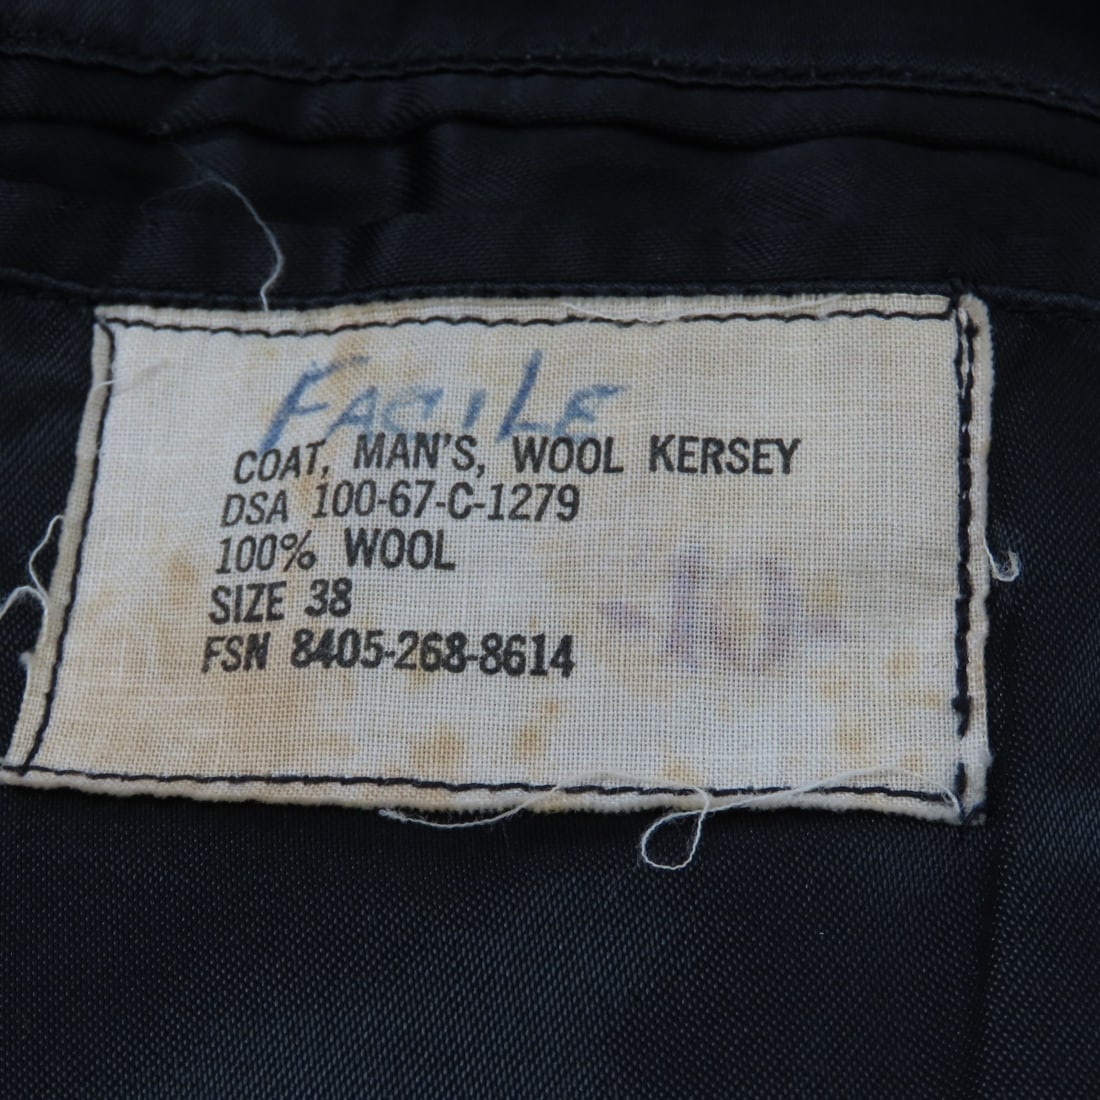 FACILE
COAT, MAN'S, WOOL KERSEY
DSA 100-67-C-1279
100% WOOL
SIZE 38
FSN 8405-268-8614